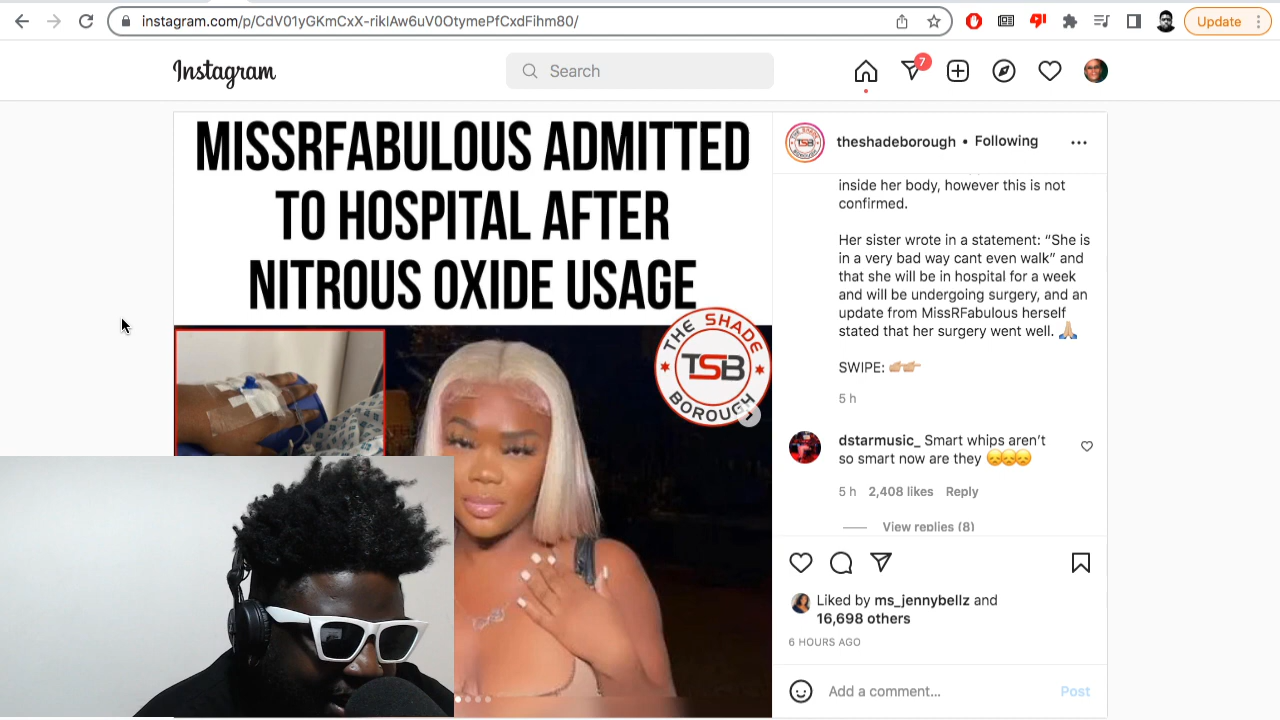 instagram.com/p/CdV01yGKmCxX-rikIAw6uV0OtymePfCxdFihm80/
Update
Instagram
Search
7
MISSRFABULOUS ADMITTED
TO HOSPITAL AFTER
NITROUS OXIDE USAGE
THE SHADE
TSB
BOROUGH
THE SHADE
TSB
BOROUGH
theshadeborough • Following
inside her body, however this is not
confirmed.
Her sister wrote in a statement: “She is
in a very bad way cant even walk” and
that she will be in hospital for a week
and will be undergoing surgery, and an
update from MissRFabulous herself
stated that her surgery went well. 🙏🏼
SWIPE: 👉🏼👉🏼
5 h
dstarmusic_ Smart whips aren’t
so smart now are they 😞😞😞
5 h 2,408 likes Reply
View replies (8)
Liked by ms_jennybellz and
16,698 others
6 HOURS AGO
Add a comment...
Post